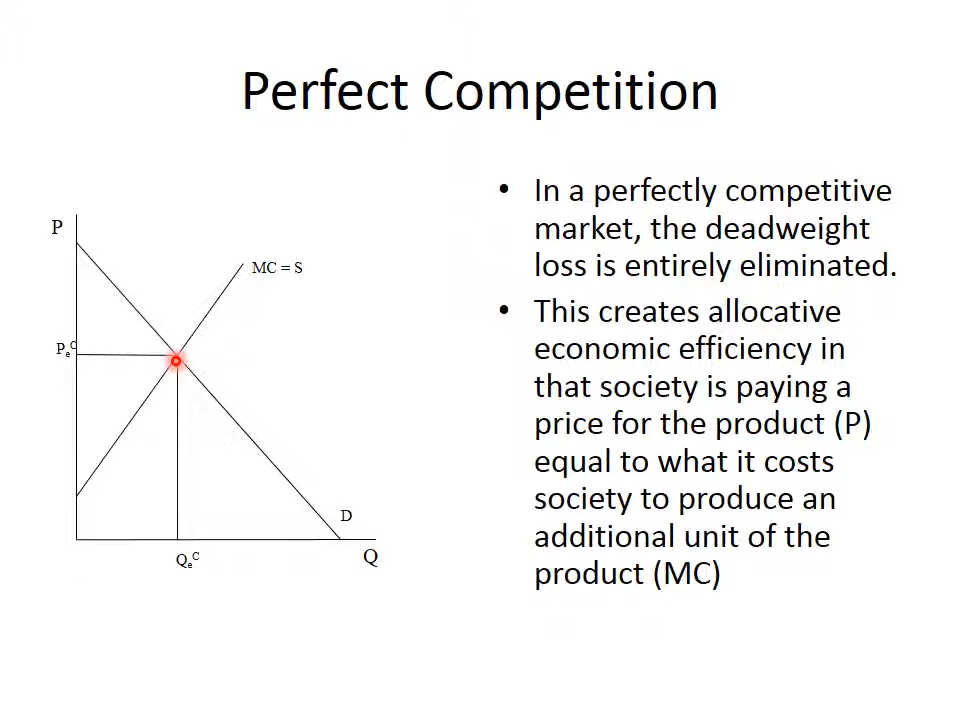 Perfect Competition
• In a perfectly competitive
market, the deadweight
loss is entirely eliminated.
• This creates allocative
economic efficiency in
that society is paying a
price for the product (P)
equal to what it costs
society to produce an
additional unit of the
product (MC)
P
MC = S
PeC
D
QeC
Q